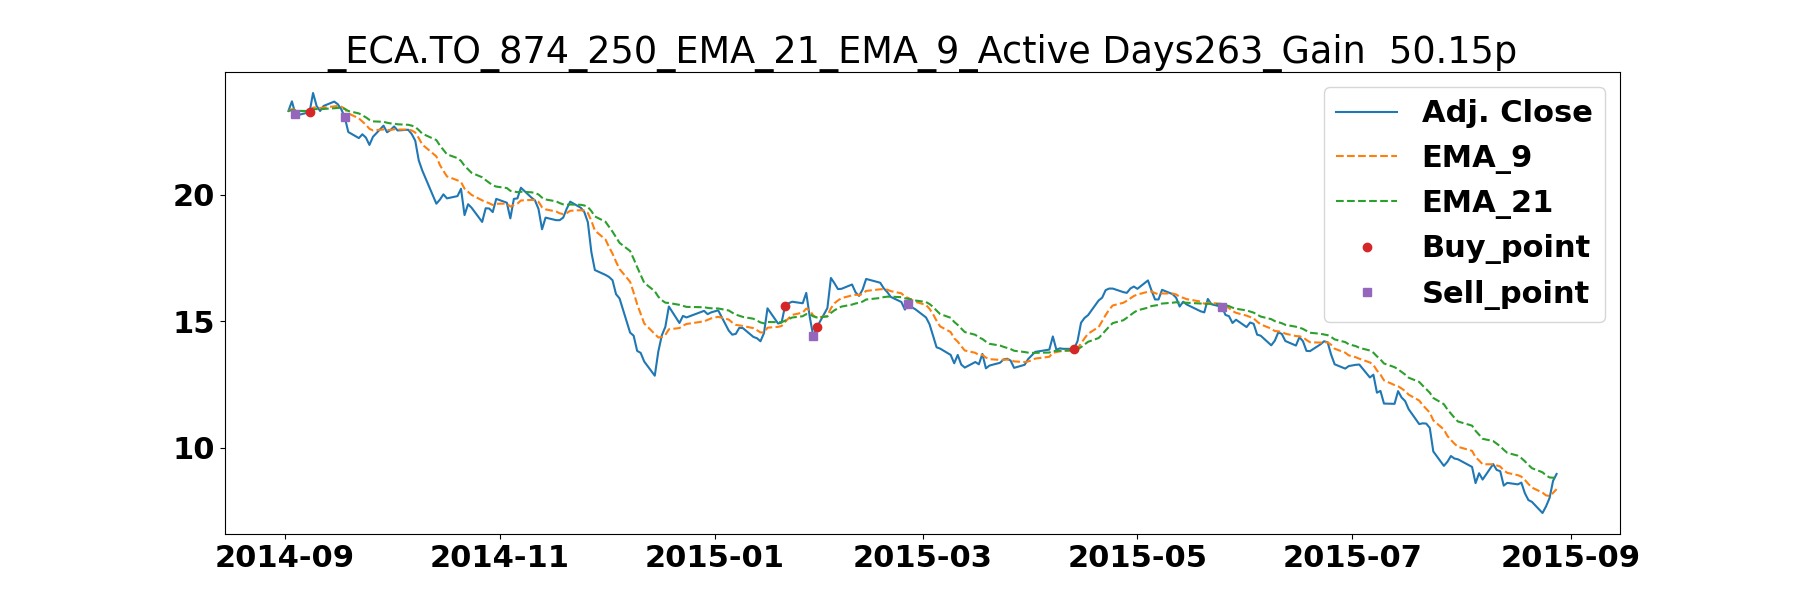 _ECA.TO_874_250_EMA_21_EMA_9_Active Days263_Gain  50.15p
Adj. Close
EMA_9
EMA_21
Buy_point
Sell_point
20
15
10
2014-09 2014-11 2015-01 2015-03 2015-05 2015-07 2015-09